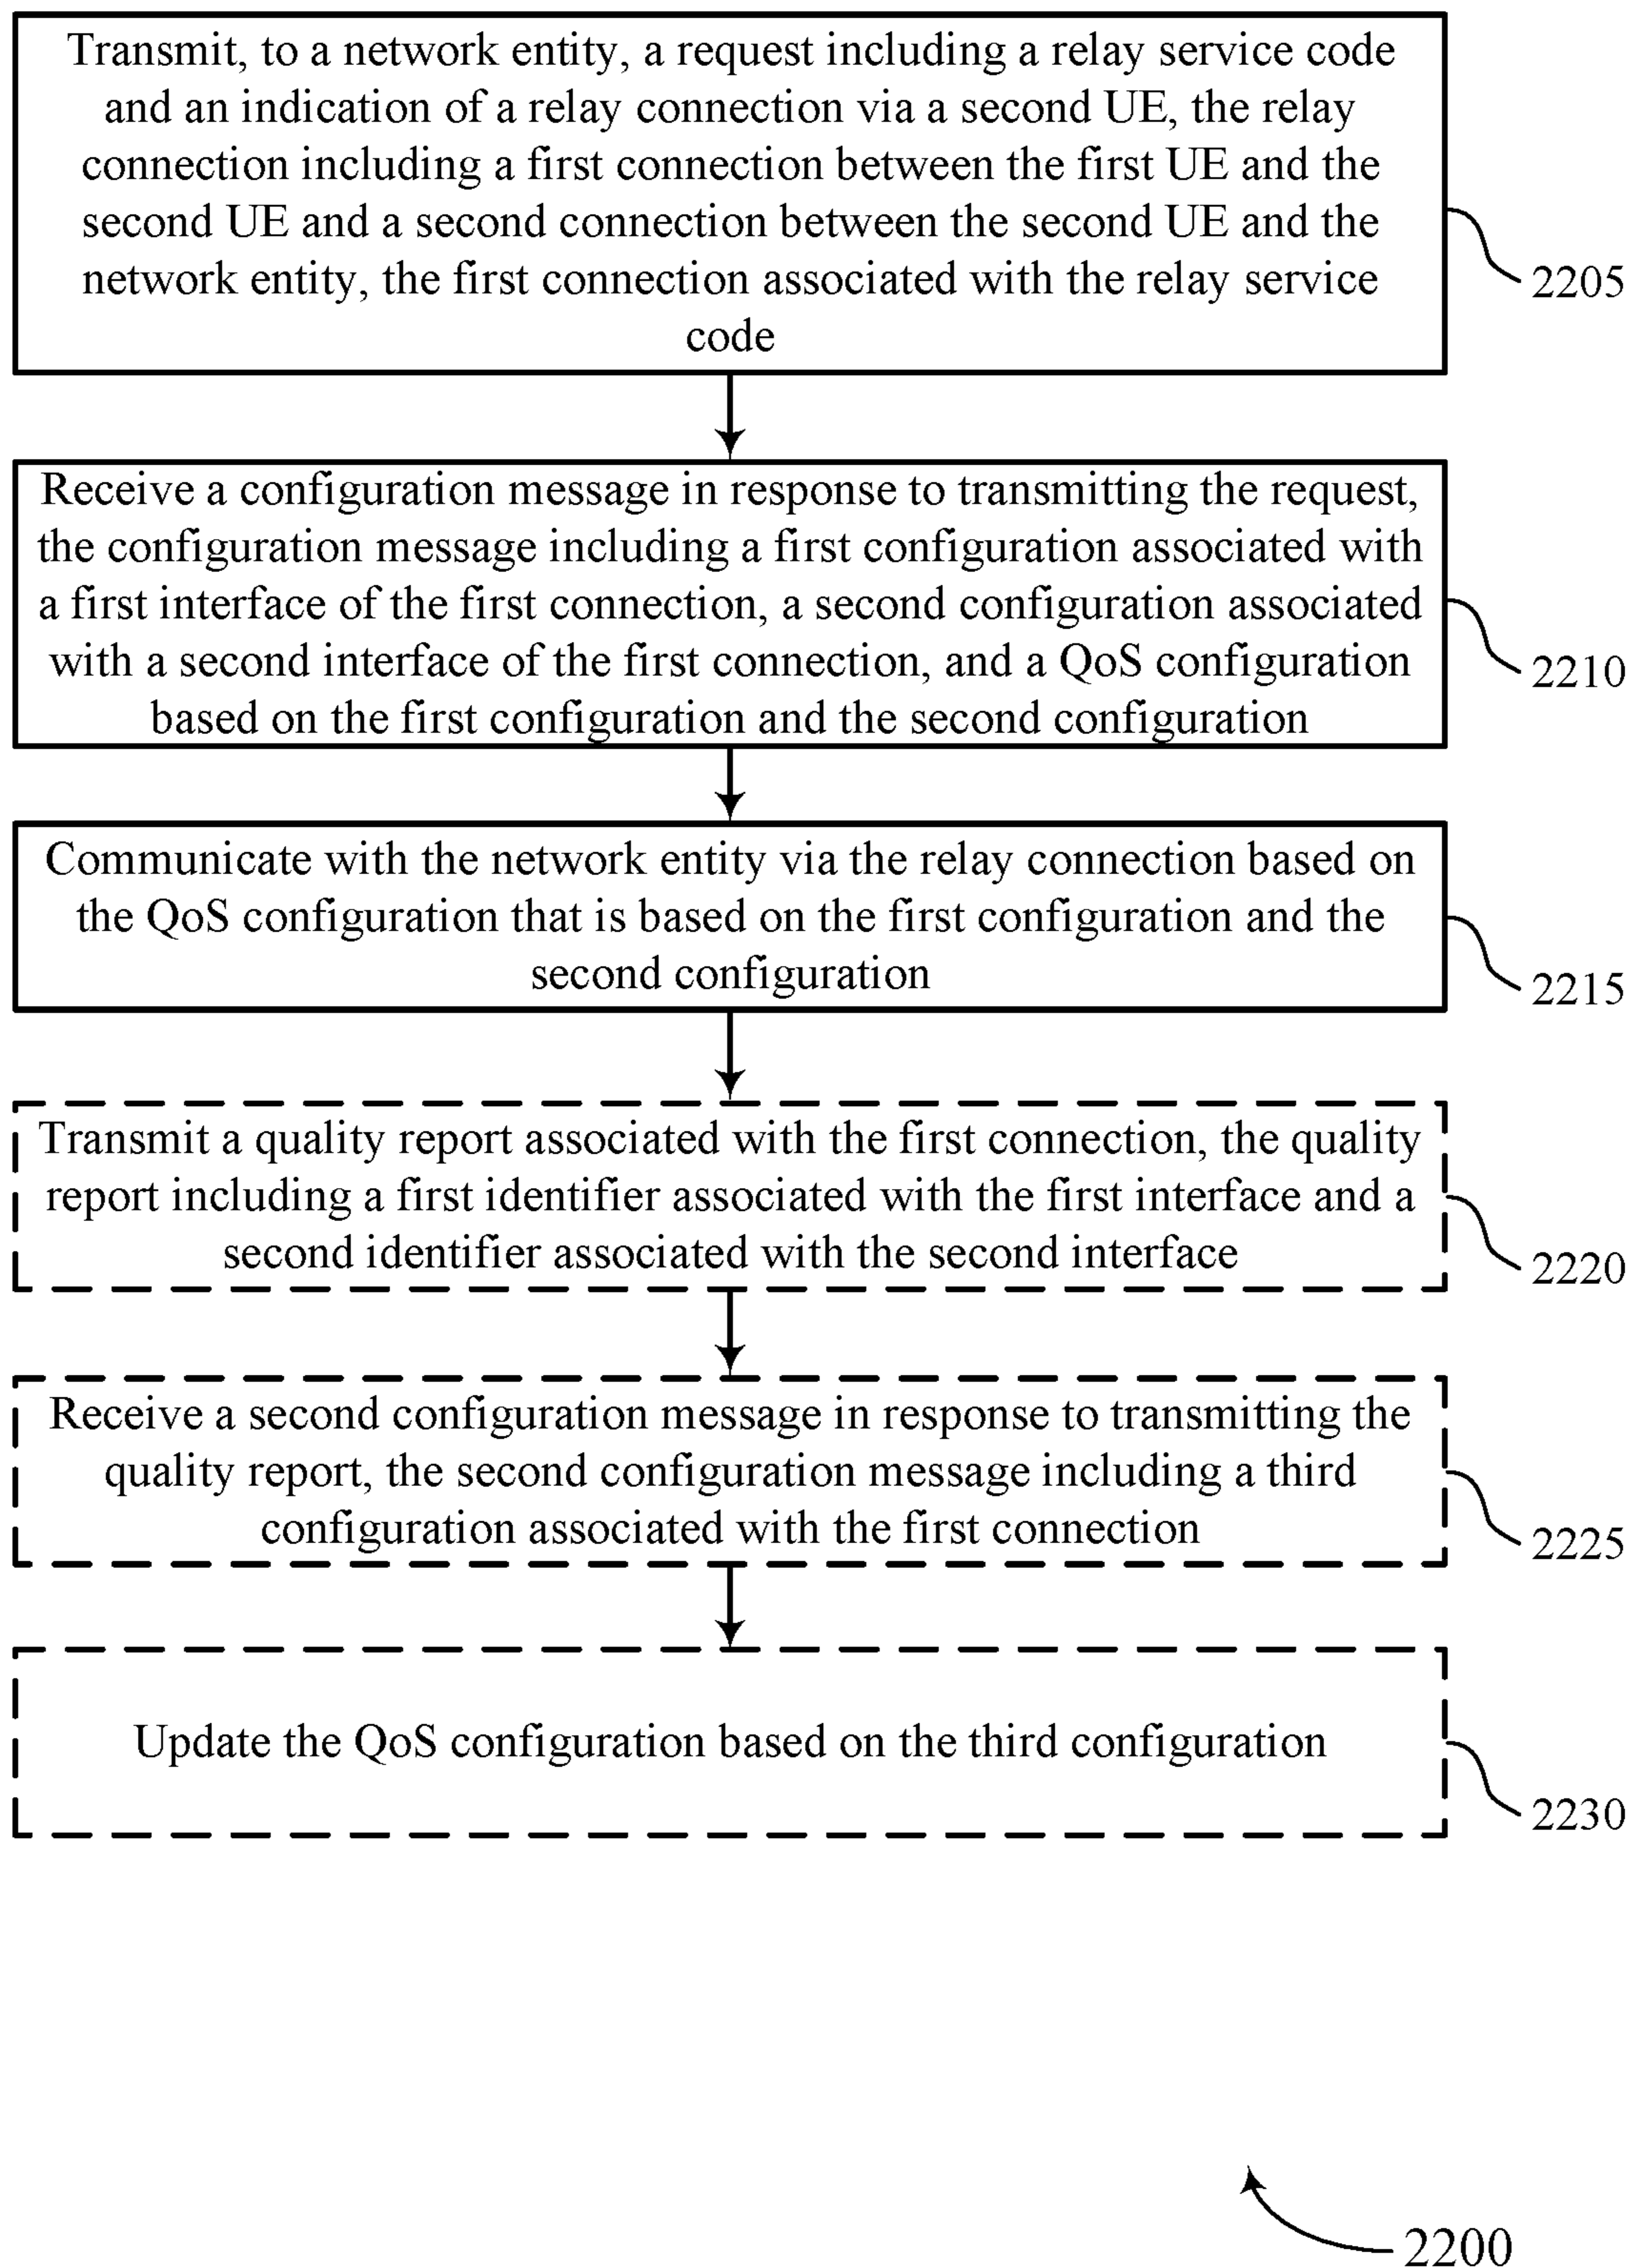 Transmit, to a network entity, a request including a relay service code
and an indication of a relay connection via a second UE, the relay
connection including a first connection between the first UE and the
second UE and a second connection between the second UE and the
network entity, the first connection associated with the relay service
code
2205
Receive a configuration message in response to transmitting the request,
the configuration message including a first configuration associated with
a first interface of the first connection, a second configuration associated
with a second interface of the first connection, and a QoS configuration
based on the first configuration and the second configuration
2210
Communicate with the network entity via the relay connection based on
the QoS configuration that is based on the first configuration and the
second configuration
2215
Transmit a quality report associated with the first connection, the quality
report including a first identifier associated with the first interface and a
second identifier associated with the second interface
2220
Receive a second configuration message in response to transmitting the
quality report, the second configuration message including a third
configuration associated with the first connection
2225
Update the QoS configuration based on the third configuration
2230
2200